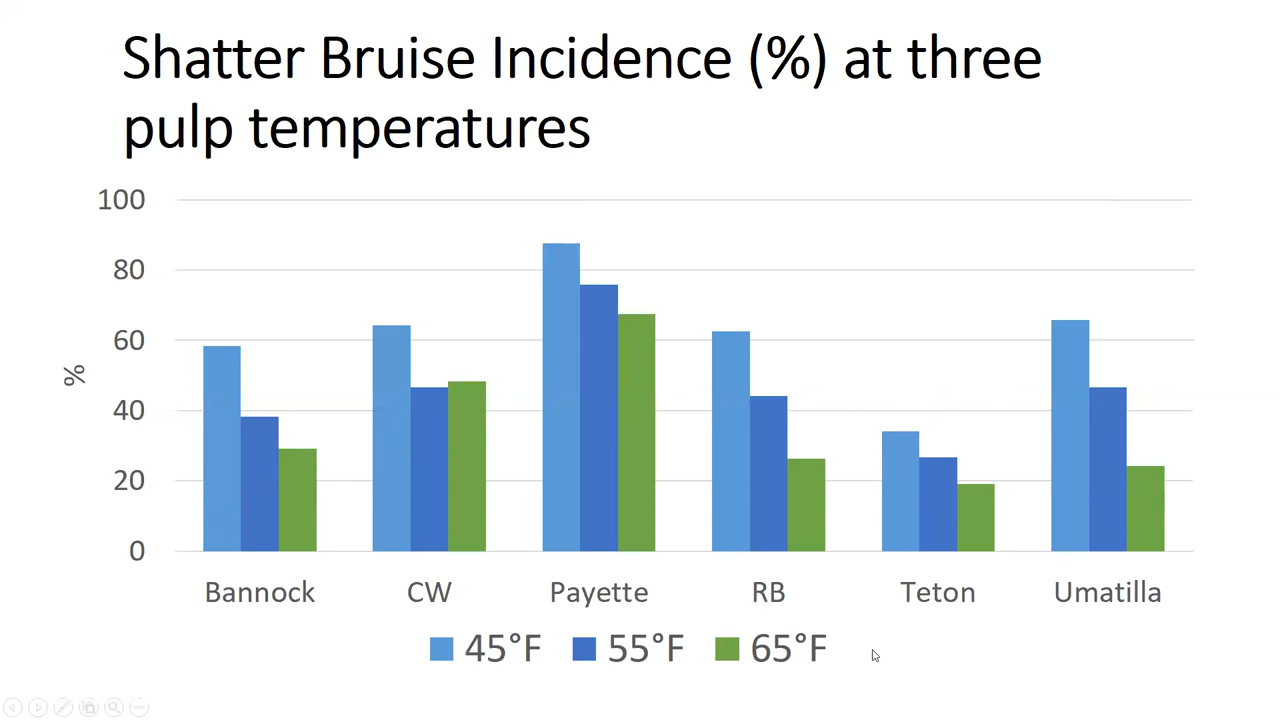 Shatter Bruise Incidence (%) at three
pulp temperatures
100
80
60
40
20
0
%
Bannock CW Payette RB Teton Umatilla
45°F 55°F 65°F